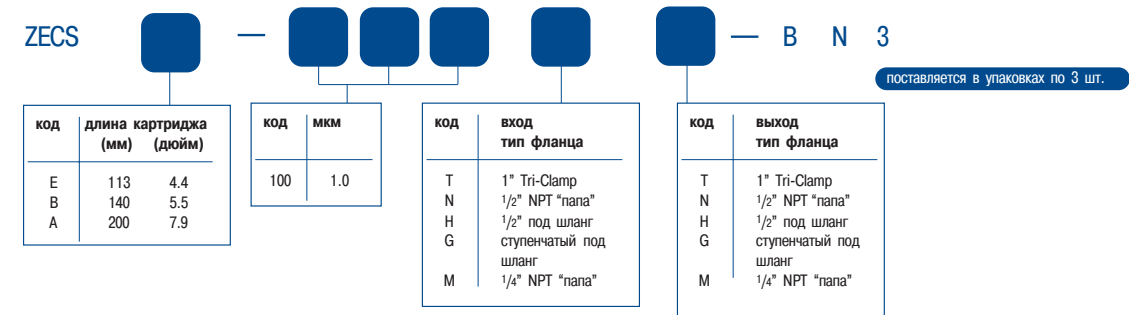 ZECS — — B N 3
поставляется в упаковках по 3 шт.
код длина картриджа
(мм) (дюйм)
E 113 4.4
B 140 5.5
A 200 7.9
код мкм
100 1.0
код вход
тип фланца
T 1” Tri-Clamp
N 1/2” NPT “папа”
H 1/2” под шланг
G ступенчатый под
шланг
M 1/4” NPT “папа”
код выход
тип фланца
T 1” Tri-Clamp
N 1/2” NPT “папа”
H 1/2” под шланг
G ступенчатый под
шланг
M 1/4” NPT “папа”